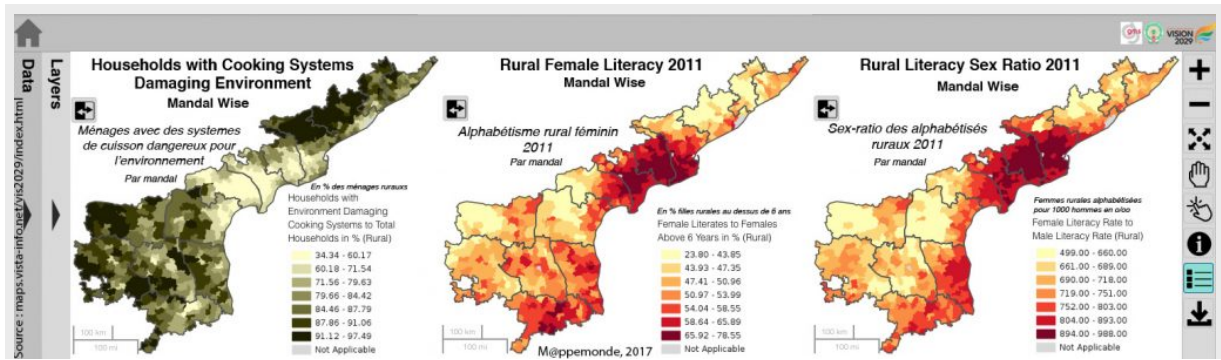 VISION
2029
Data
Layers
Source : maps.vista-info.net/vis2029/index.html
Households with Cooking Systems
Damaging Environment
Mandal Wise
Ménages avec des systèmes
de cuisson dangereux pour
l'environnement
Par mandal
En % des ménages ruraux
Households with
Environment Damaging
Cooking Systems to Total
Households in % (Rural)
34.34 - 60.17
60.18 - 71.54
71.56 - 79.63
79.66 - 84.42
84.46 - 87.79
87.86 - 91.06
91.12 - 97.49
Not Applicable
100 km
100 mi
Rural Female Literacy 2011
Mandal Wise
Alphabétisme rural féminin
2011
Par mandal
En % filles rurales au dessus de 6 ans
Female Literates to Females
Above 6 Years in % (Rural)
23.80 - 43.85
43.93 - 47.35
47.41 - 50.96
50.97 - 53.99
54.04 - 58.55
58.64 - 65.89
65.92 - 78.55
Not Applicable
100 km
100 mi
M@ppemonde, 2017
Rural Literacy Sex Ratio 2011
Mandal Wise
Sex-ratio des alphabétisés
ruraux 2011
Par mandal
Femmes rurales alphabétisées
pour 1000 hommes en o/oo
Female Literacy Rate to
Male Literacy Rate (Rural)
499.00 - 660.00
661.00 - 689.00
690.00 - 718.00
719.00 - 751.00
752.00 - 803.00
804.00 - 893.00
894.00 - 988.00
Not Applicable
100 km
100 mi